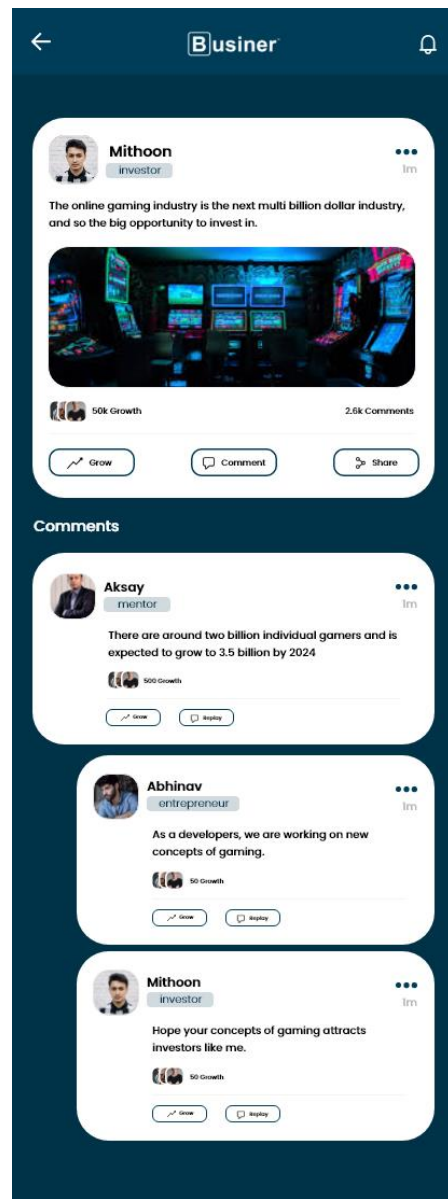 Businer
Mithoon
investor
1m
The online gaming industry is the next multi billion dollar industry,
and so the big opportunity to invest in.
50k Growth
2.6k Comments
Grow
Comment
Share
Comments
Aksay
mentor
1m
There are around two billion individual gamers and is
expected to grow to 3.5 billion by 2024
500 Growth
Grow
Replay
Abhinav
entrepreneur
1m
As a developers, we are working on new
concepts of gaming.
50 Growth
Grow
Replay
Mithoon
investor
1m
Hope your concepts of gaming attracts
investors like me.
50 Growth
Grow
Replay